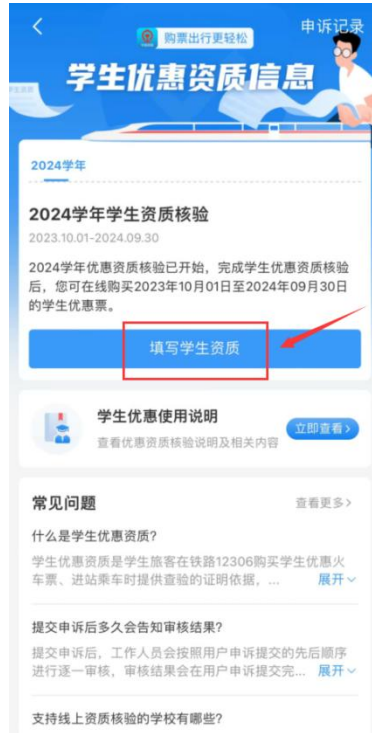 申诉记录
购票出行更轻松
学生优惠资质信息
2024学年
2024学年学生资质核验
2023.10.01-2024.09.30
2024学年优惠资质核验已开始，完成学生优惠资质核验
后，您可在线购买2023年10月01日至2024年09月30日
的学生优惠票。
填写学生资质
学生优惠使用说明
立即查看>
查看优惠资质核验说明及相关内容
常见问题
查看更多>
什么是学生优惠资质？
学生优惠资质是学生旅客在铁路12306购买学生优惠火
车票、进站乘车时提供查验的证明依据，... 展开
提交申诉后多久会告知审核结果？
提交申诉后，工作人员会按照用户申诉提交的先后顺序
进行逐一审核，审核结果会在用户申诉提交完... 展开
支持线上资质核验的学校有哪些？